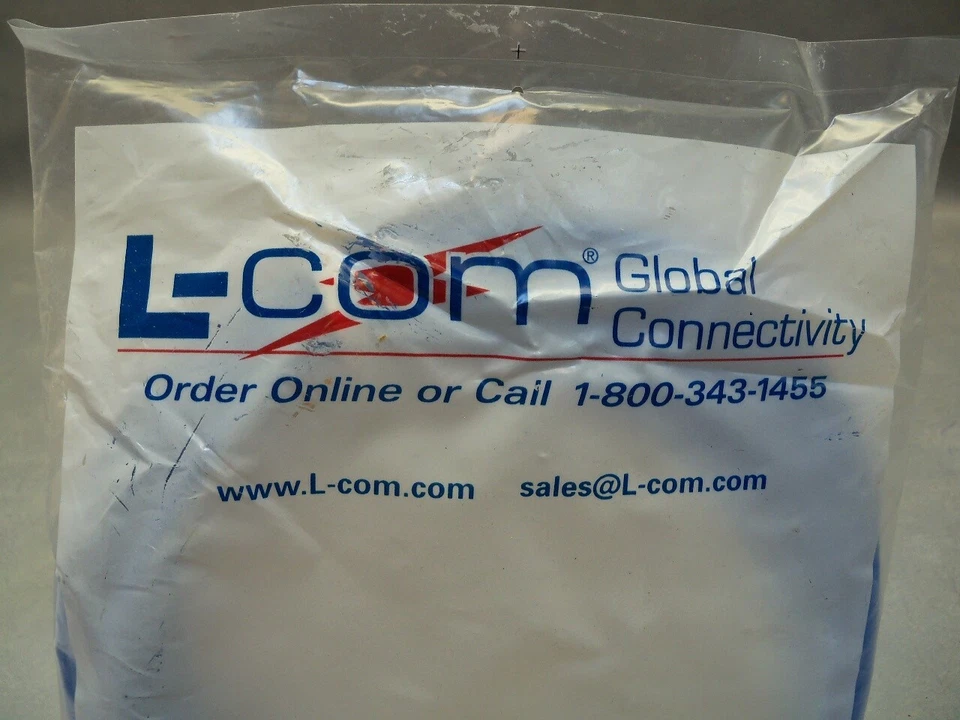 L-com® Global
Connectivity
Order Online or Call 1-800-343-1455
www.L-com.com sales@L-com.com